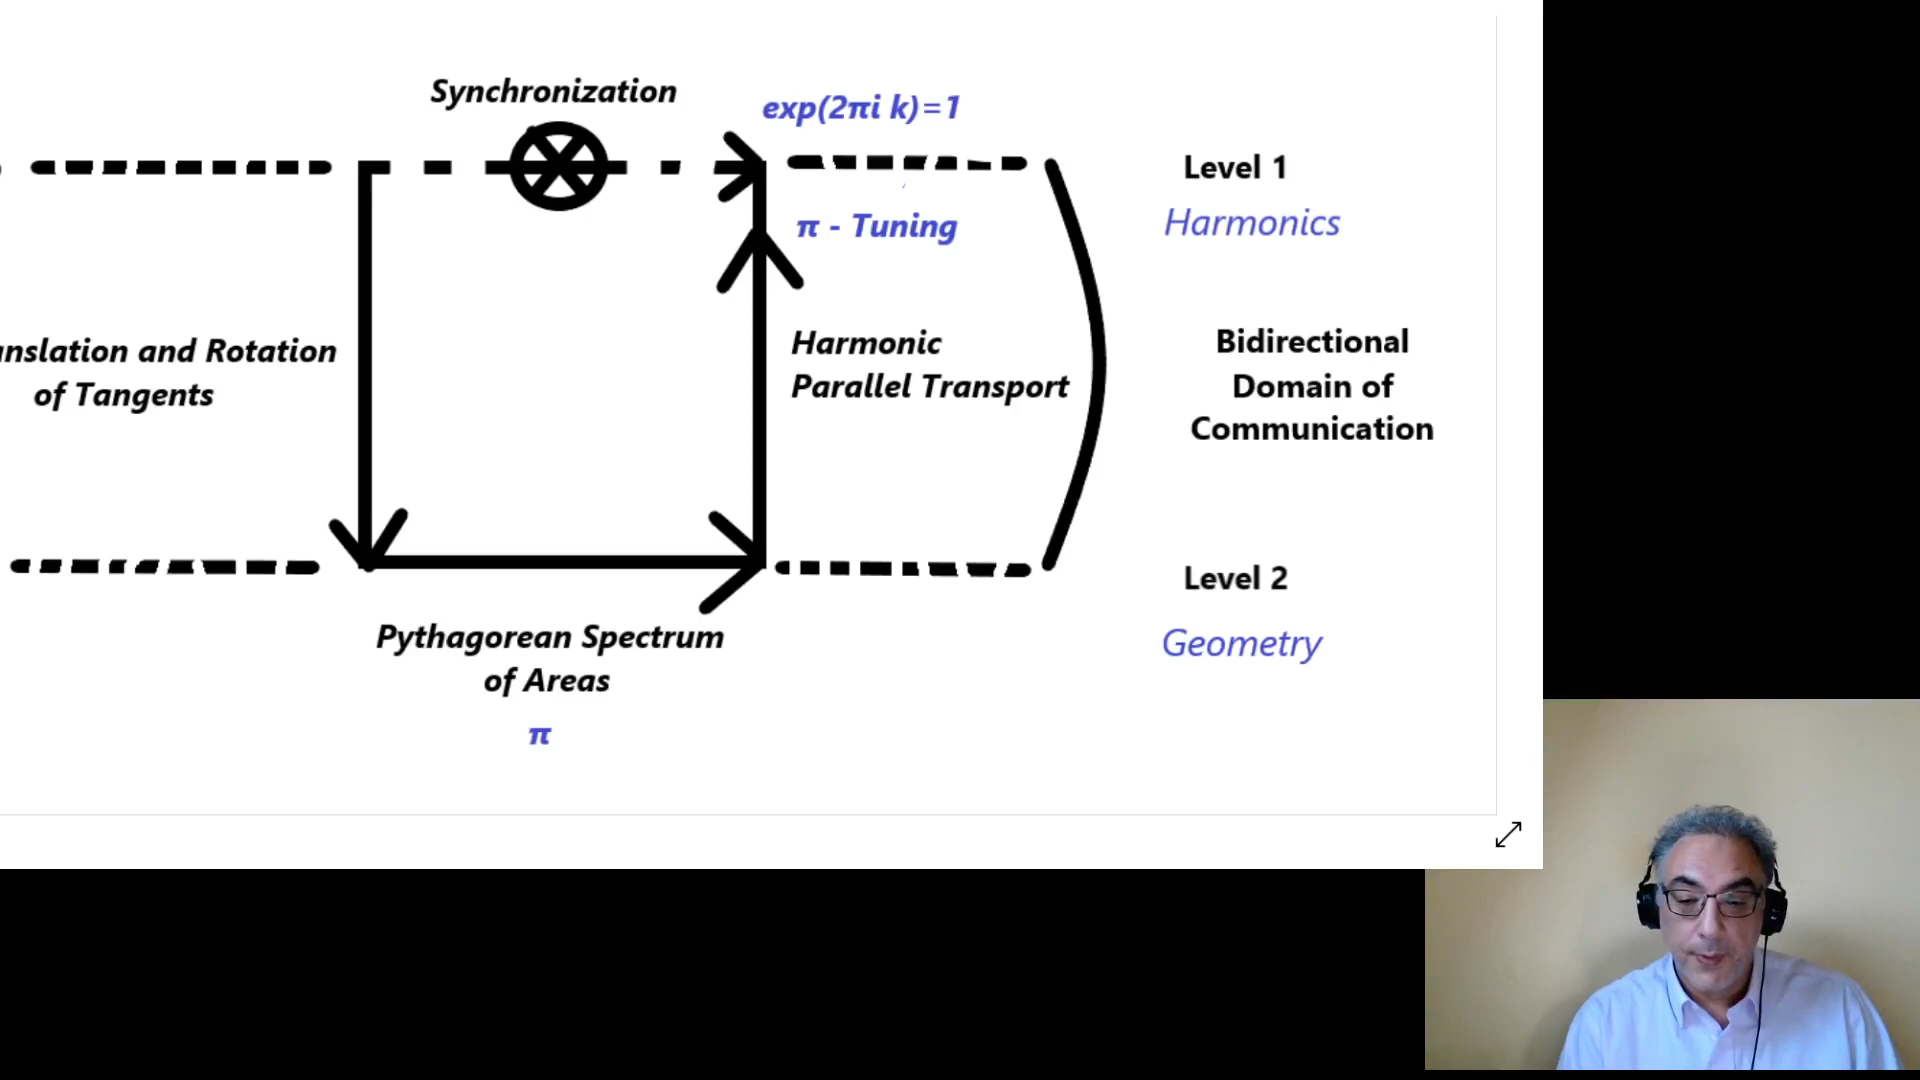 Synchronization
exp(2πi k)=1
Level 1
π - Tuning
Harmonics
and Rotation
of Tangents
Harmonic
Parallel Transport
Bidirectional
Domain of
Communication
Level 2
Pythagorean Spectrum
of Areas
Geometry
π